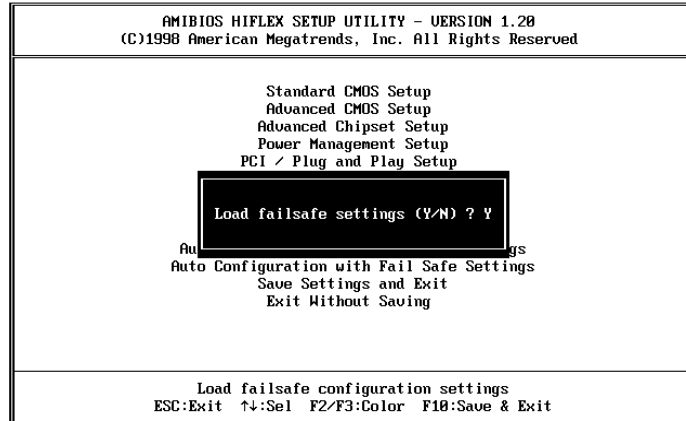 AMIBIOS HIFLEX SETUP UTILITY - VERSION 1.20
(C)1998 American Megatrends, Inc. All Rights Reserved
Standard CMOS Setup
Advanced CMOS Setup
Advanced Chipset Setup
Power Management Setup
PCI / Plug and Play Setup
Load failsafe settings (Y/N) ? Y
Auto Configuration with Fail Safe Settings
Save Settings and Exit
Exit Without Saving
Load failsafe configuration settings
ESC:Exit ↑↓:Sel F2/F3:Color F10:Save & Exit